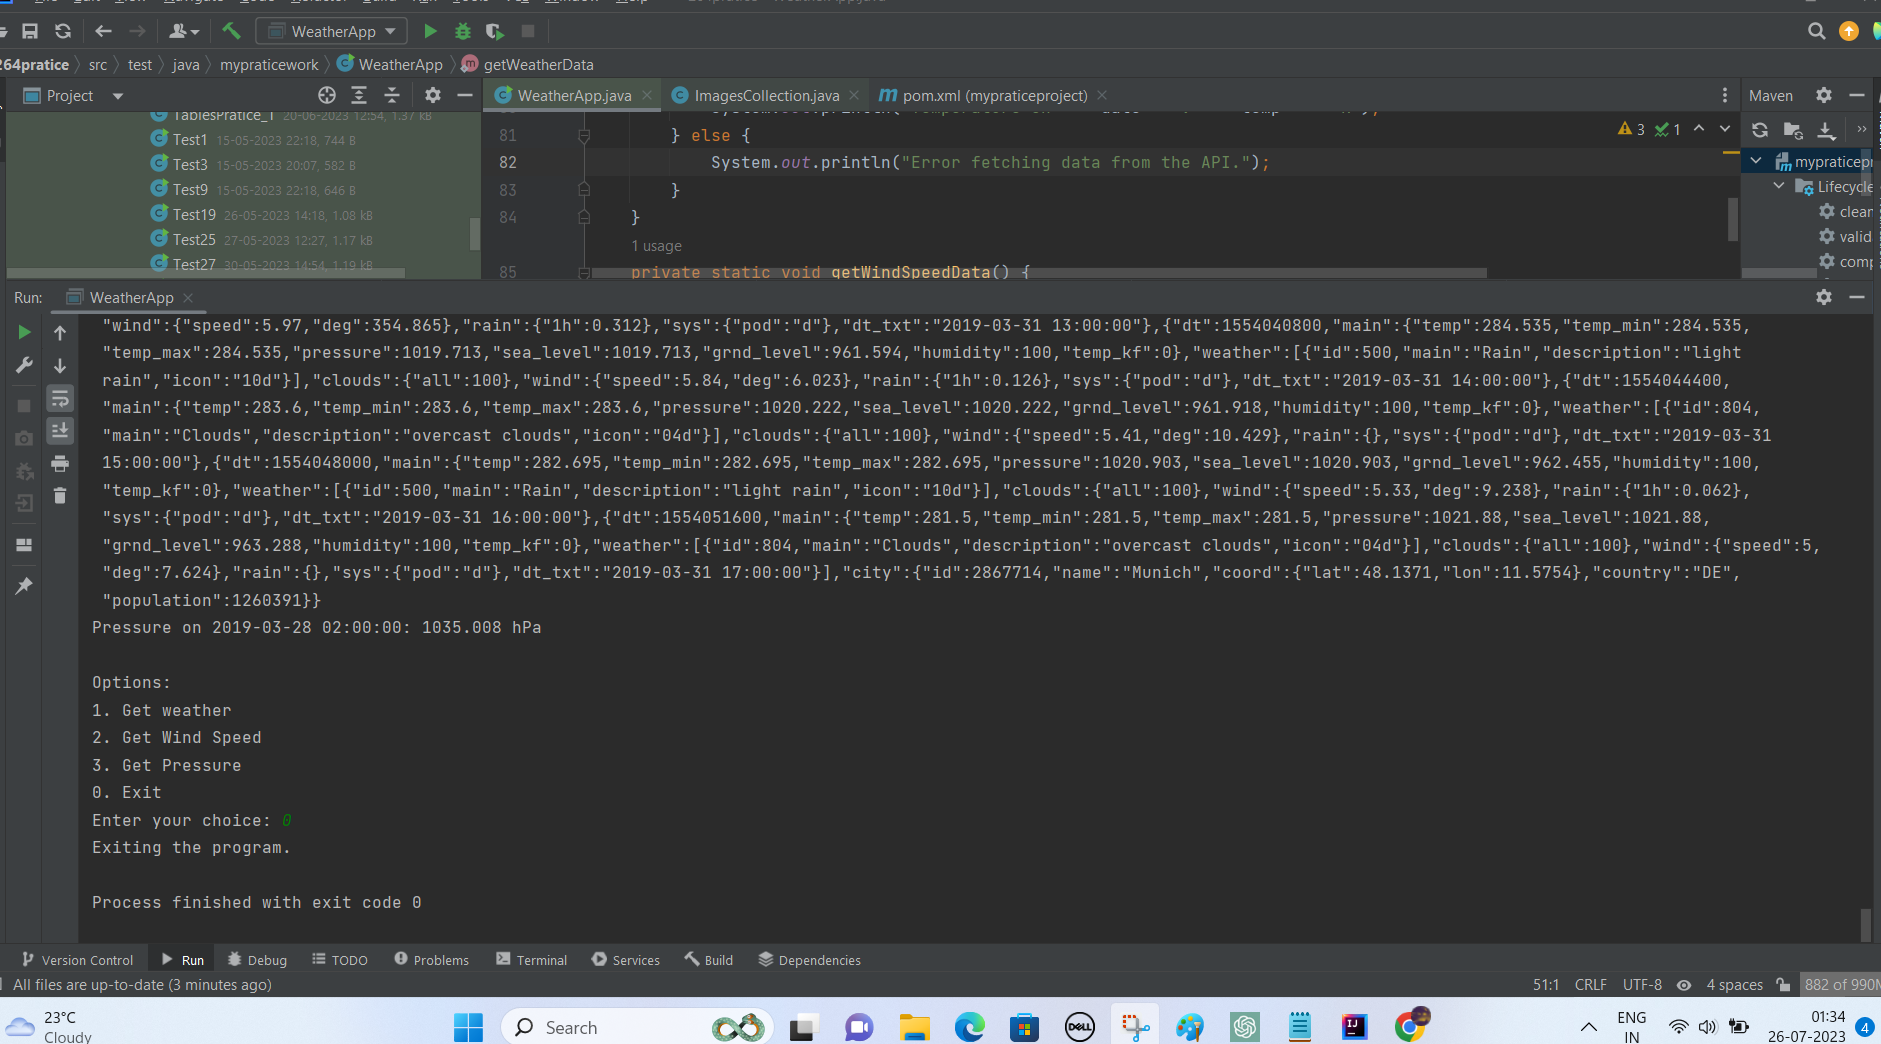 WeatherApp
264pratice src test java mypraticework WeatherApp getWeatherData
Project
WeatherApp.java ImagesCollection.java pom.xml (mypraticeproject)
Maven
TablesPratice_1 20-06-2023 12:54, 1.37 kB
Test1 15-05-2023 22:18, 744 B
Test3 15-05-2023 20:07, 582 B
Test9 15-05-2023 22:18, 646 B
Test19 26-05-2023 14:18, 1.08 kB
Test25 27-05-2023 12:27, 1.17 kB
Test27 30-05-2023 14:54, 1.19 kB
81 } else {
82 System.out.println("Error fetching data from the API.");
83 }
84 }
1 usage
85 private static void getWindSpeedData() {
3 1
mypraticepr
Lifecycle
clean
valid
comp
Run: WeatherApp
"wind":{"speed":5.97,"deg":354.865},"rain":{"1h":0.312},"sys":{"pod":"d"},"dt_txt":"2019-03-31 13:00:00"},{"dt":1554040800,"main":{"temp":284.535,"temp_min":284.535,
"temp_max":284.535,"pressure":1019.713,"sea_level":1019.713,"grnd_level":961.594,"humidity":100,"temp_kf":0},"weather":[{"id":500,"main":"Rain","description":"light
rain","icon":"10d"}],"clouds":{"all":100},"wind":{"speed":5.84,"deg":6.023},"rain":{"1h":0.126},"sys":{"pod":"d"},"dt_txt":"2019-03-31 14:00:00"},{"dt":1554044400,
"main":{"temp":283.6,"temp_min":283.6,"temp_max":283.6,"pressure":1020.222,"sea_level":1020.222,"grnd_level":961.918,"humidity":100,"temp_kf":0},"weather":[{"id":804,
"main":"Clouds","description":"overcast clouds","icon":"04d"}],"clouds":{"all":100},"wind":{"speed":5.41,"deg":10.429},"rain":{},"sys":{"pod":"d"},"dt_txt":"2019-03-31
15:00:00"},{"dt":1554048000,"main":{"temp":282.695,"temp_min":282.695,"temp_max":282.695,"pressure":1020.903,"sea_level":1020.903,"grnd_level":962.455,"humidity":100,
"temp_kf":0},"weather":[{"id":500,"main":"Rain","description":"light rain","icon":"10d"}],"clouds":{"all":100},"wind":{"speed":5.33,"deg":9.238},"rain":{"1h":0.062},
"sys":{"pod":"d"},"dt_txt":"2019-03-31 16:00:00"},{"dt":1554051600,"main":{"temp":281.5,"temp_min":281.5,"temp_max":281.5,"pressure":1021.88,"sea_level":1021.88,
"grnd_level":963.288,"humidity":100,"temp_kf":0},"weather":[{"id":804,"main":"Clouds","description":"overcast clouds","icon":"04d"}],"clouds":{"all":100},"wind":{"speed":5,
"deg":7.624},"rain":{},"sys":{"pod":"d"},"dt_txt":"2019-03-31 17:00:00"}],"city":{"id":2867714,"name":"Munich","coord":{"lat":48.1371,"lon":11.5754},"country":"DE",
"population":1260391}}
Pressure on 2019-03-28 02:00:00: 1035.008 hPa
Options:
1. Get weather
2. Get Wind Speed
3. Get Pressure
0. Exit
Enter your choice: 0
Exiting the program.
Process finished with exit code 0
Version Control Run Debug TODO Problems Terminal Services Build Dependencies
All files are up-to-date (3 minutes ago) 51:1 CRLF UTF-8 4 spaces 882 of 990M
23°C
Cloudy
Search
DELL
IJ
ENG
IN
01:34
26-07-2023
4